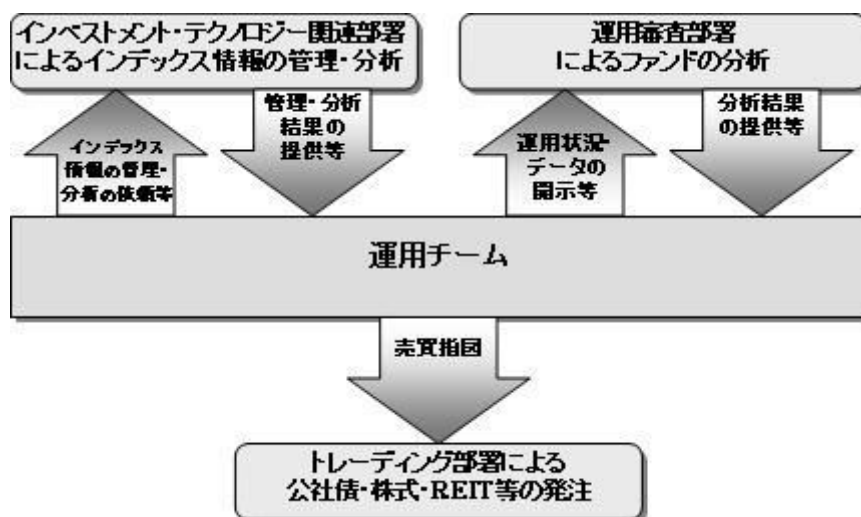 インベストメント・テクノロジー関連部署
によるインデックス情報の管理・分析
運用審査部署
によるファンドの分析
インデックス
情報の管理・
分析の依頼等
管理・分析
結果の
提供等
運用状況・
データの
開示等
分析結果
の提供等
運用チーム
売買指図
トレーディング部署による
公社債・株式・REIT等の発注